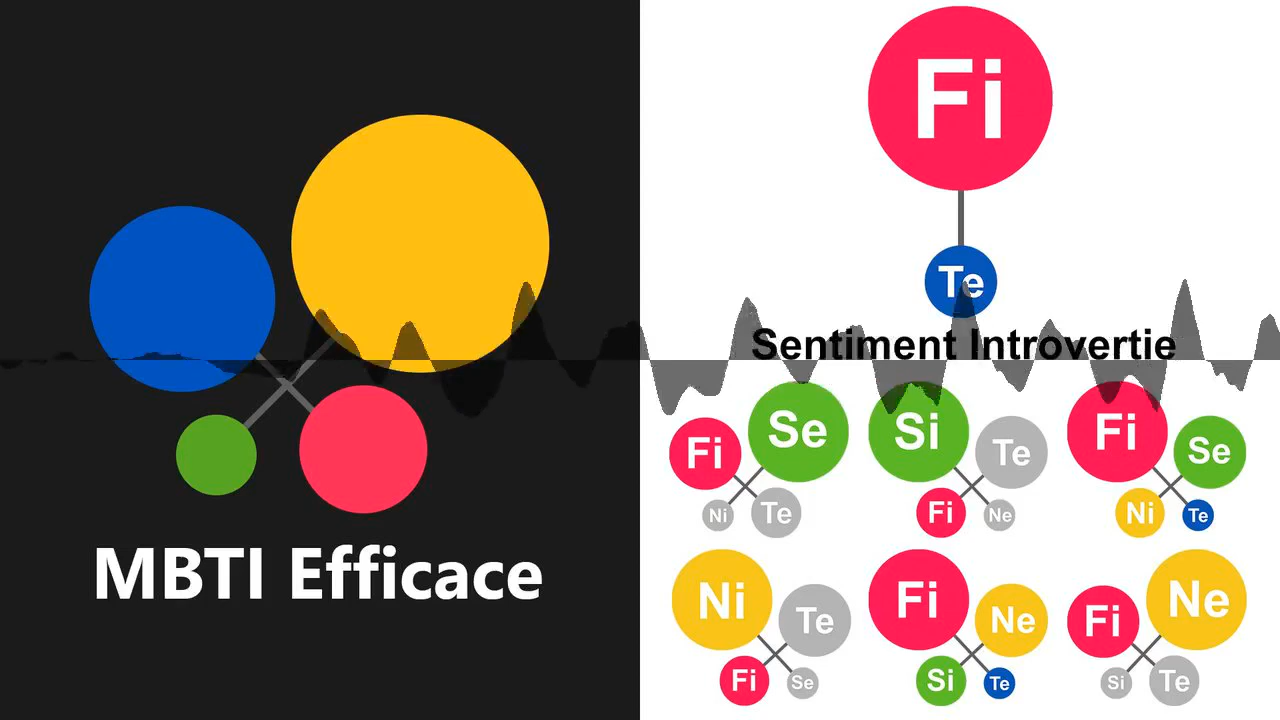 MBTI Efficace
Fi
Te
Sentiment Introvertie
Fi Se Si Te Fi Se
Ni Te Fi Ne Ni Te
Ni Te Fi Ne Fi Ne
Fi Se Si Te Si Te